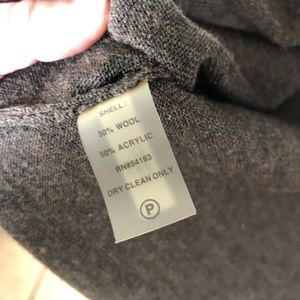 SHELL:
50% WOOL
50% ACRYLIC
RN#54163
DRY CLEAN ONLY
P